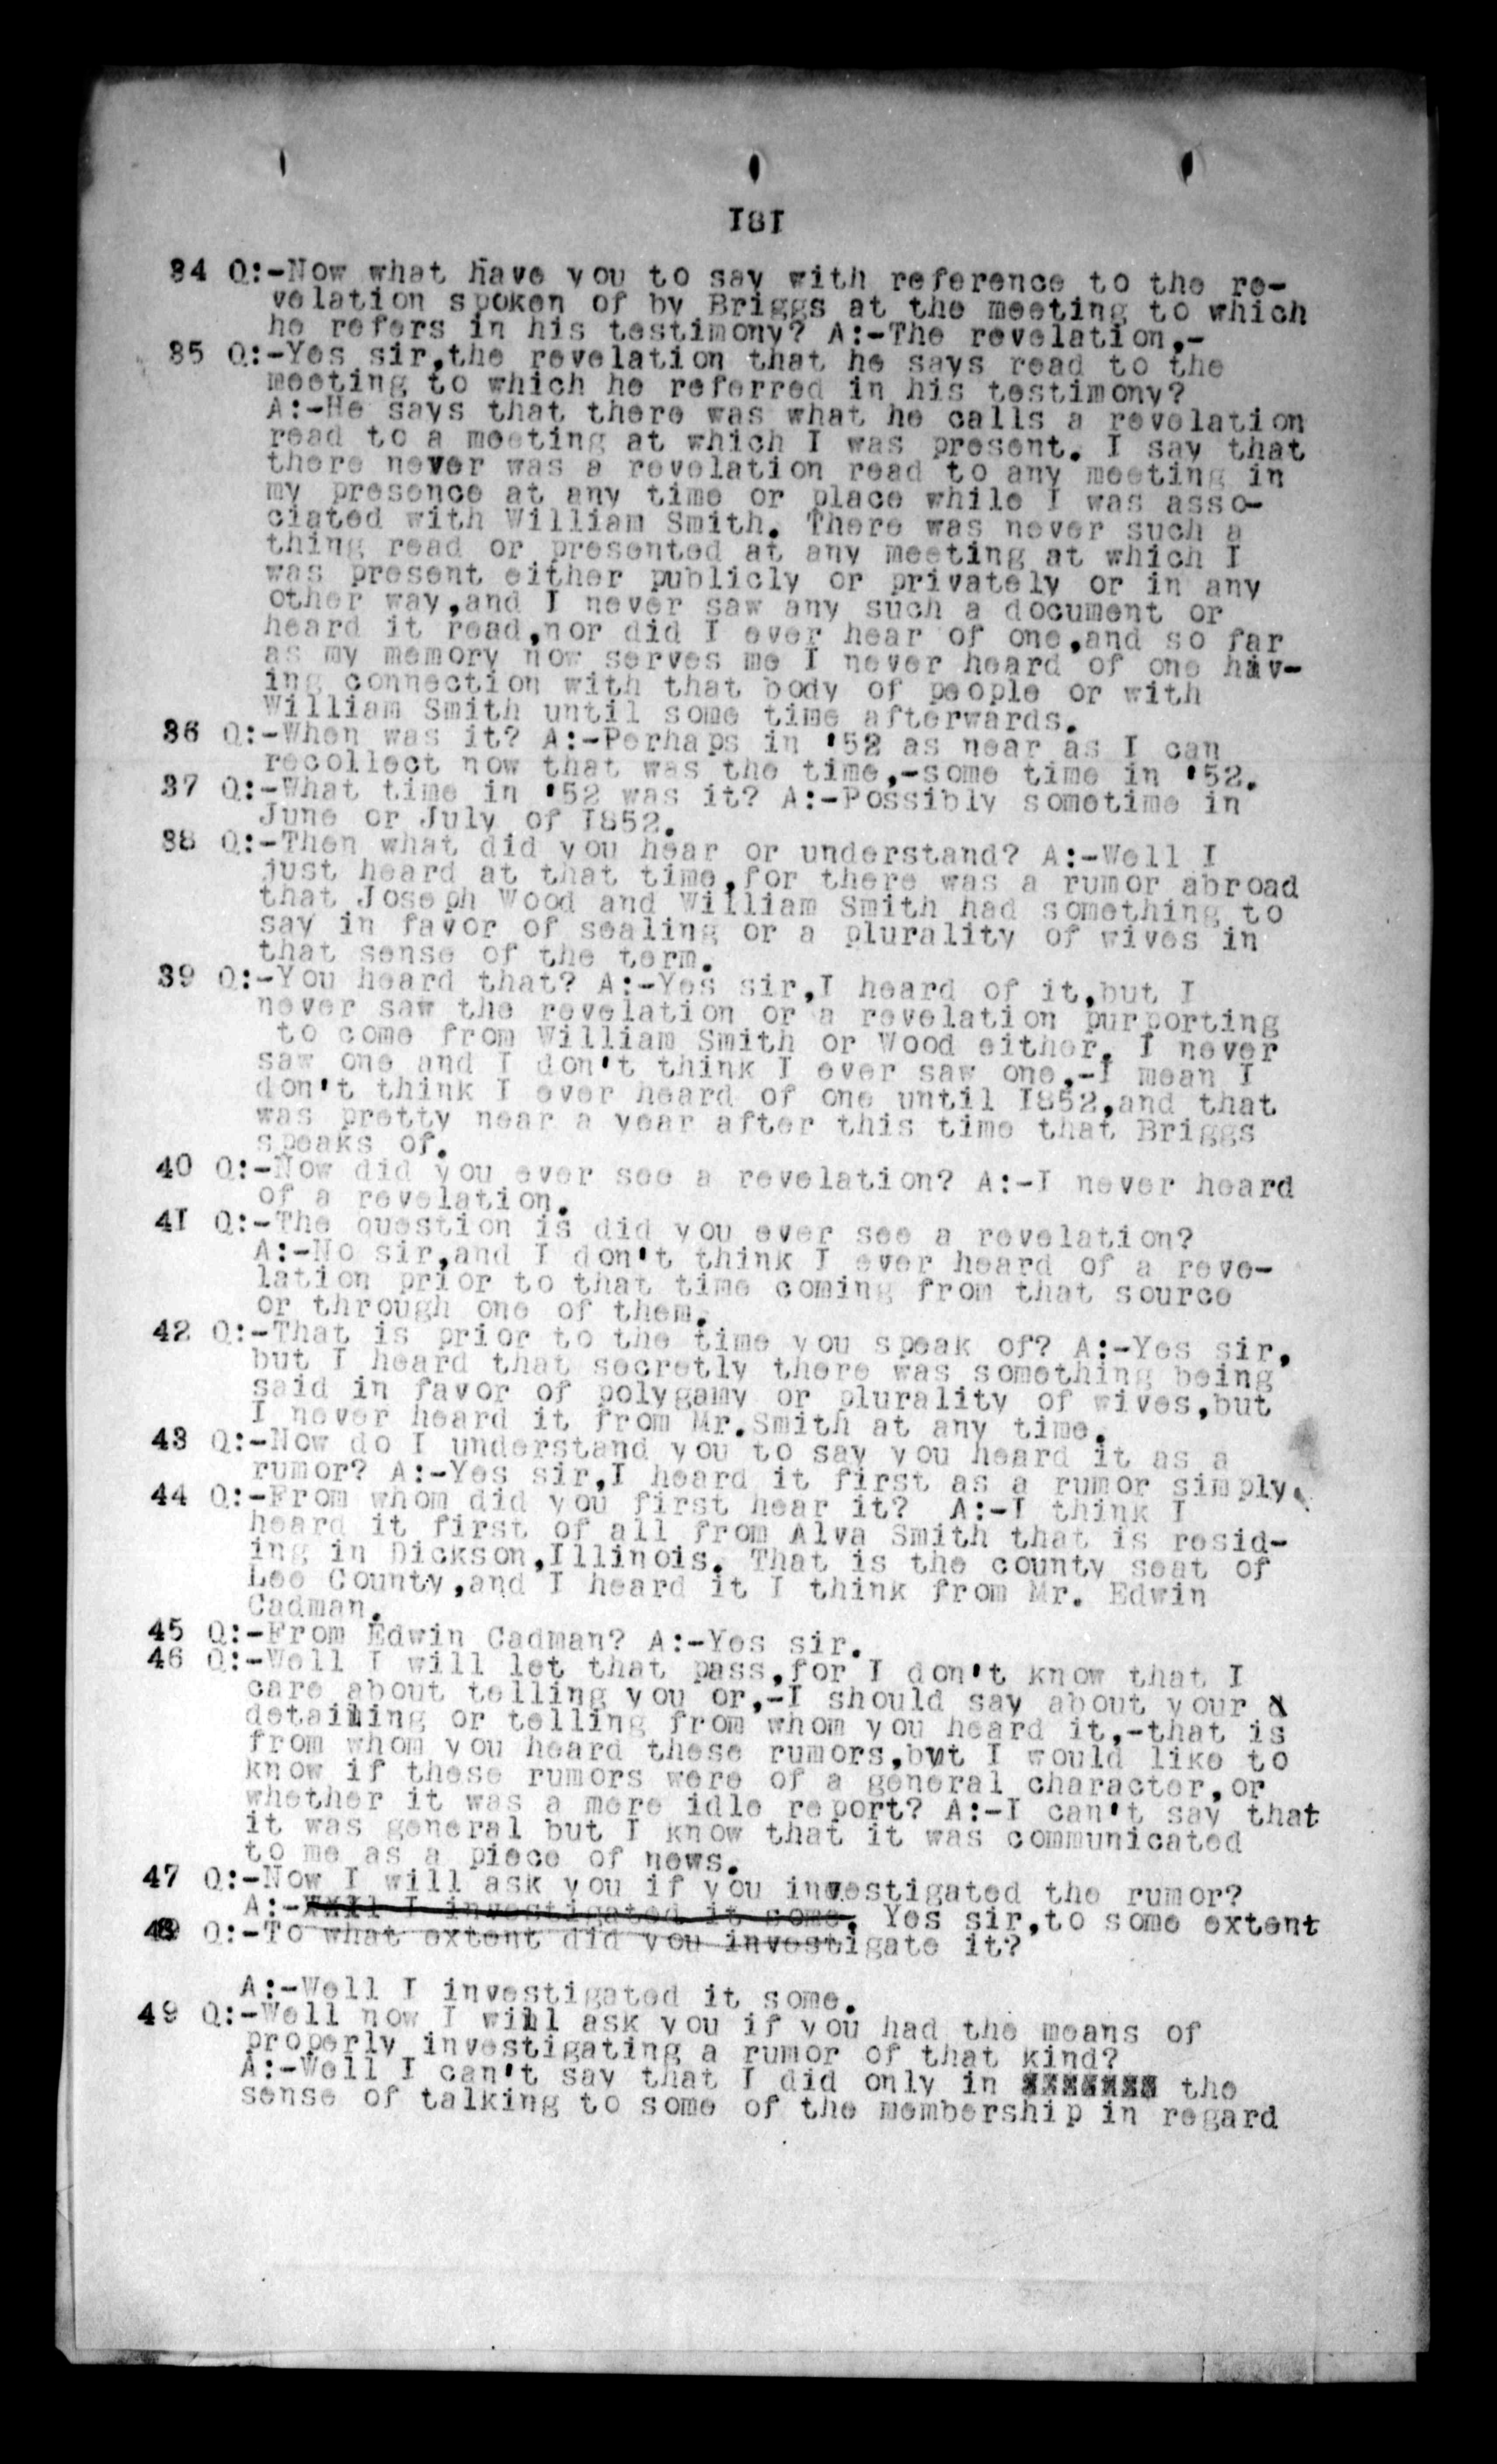 I8I
34 Q:-Now what have you to say with reference to the re-
velation spoken of by Briggs at the meeting to which
he refers in his testimony? A:-The revelation,-
35 Q:-Yes sir,the revelation that he says read to the
meeting to which he referred in his testimony?
A:-He says that there was what he calls a revelation
read to a meeting at which I was present. I say that
there never was a revelation read to any meeting in
my presence at any time or place while I was asso-
ciated with William Smith. There was never such a
thing read or presented at any meeting at which I
was present either publicly or privately or in any
other way,and I never saw any such a document or
heard it read,nor did I ever hear of one,and so far
as my memory now serves me I never heard of one hav-
ing connection with that body of people or with
William Smith until some time afterwards.
36 Q:-When was it? A:-Perhaps in '52 as near as I can
recollect now that was the time,-some time in '52.
37 Q:-What time in '52 was it? A:-Possibly sometime in
June or July of I852.
38 Q:-Then what did you hear or understand? A:-Well I
just heard at that time,for there was a rumor abroad
that Joseph Wood and William Smith had something to
say in favor of sealing or a plurality of wives in
that sense of the term.
39 Q:-You heard that? A:-Yes sir,I heard of it,but I
never saw the revelation or a revelation purporting
to come from William Smith or Wood either. I never
saw one and I don't think I ever saw one,-I mean I
don't think I ever heard of one until I852,and that
was pretty near a year after this time that Briggs
speaks of.
40 Q:-Now did you ever see a revelation? A:-I never heard
of a revelation.
4I Q:-The question is did you ever see a revelation?
A:-No sir,and I don't think I ever heard of a reve-
lation prior to that time coming from that source
or through one of them.
42 Q:-That is prior to the time you speak of? A:-Yes sir,
but I heard that secretly there was something being
said in favor of polygamy or plurality of wives,but
I never heard it from Mr.Smith at any time.
43 Q:-Now do I understand you to say you heard it as a
rumor? A:-Yes sir,I heard it first as a rumor simply.
44 Q:-From whom did you first hear it? A:-I think I
heard it first of all from Alva Smith that is resid-
ing in Dickson,Illinois. That is the county seat of
Lee County,and I heard it I think from Mr. Edwin
Cadman.
45 Q:-From Edwin Cadman? A:-Yes sir.
46 Q:-Well I will let that pass,for I don't know that I
care about telling you or,-I should say about your
detailing or telling from whom you heard it,-that is
from whom you heard these rumors,but I would like to
know if these rumors were of a general character,or
whether it was a mere idle report? A:-I can't say that
it was general but I know that it was communicated
to me as a piece of news.
47 Q:-Now I will ask you if you investigated the rumor?
A:-Well I investigated it some. Yes sir,to some extent
48 Q:-To what extent did you investigate it?
A:-Well I investigated it some.
49 Q:-Well now I will ask you if you had the means of
properly investigating a rumor of that kind?
A:-Well I can't say that I did only in the
sense of talking to some of the membership in regard